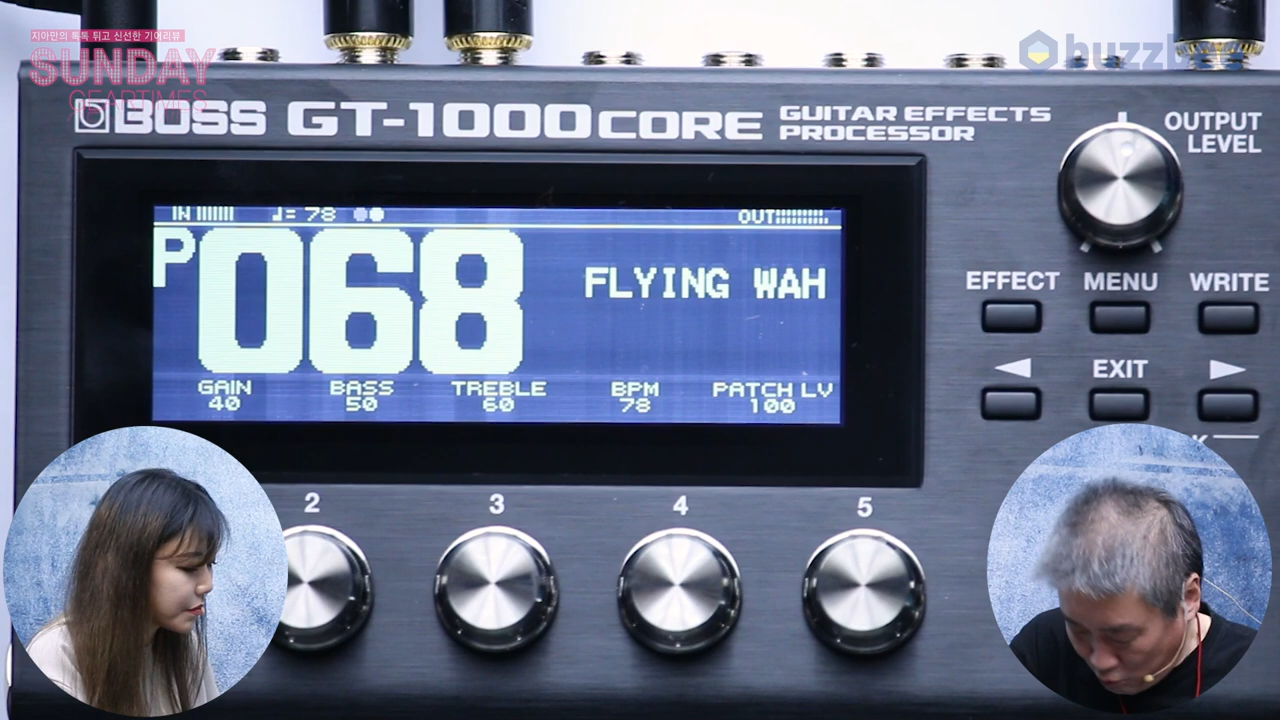 지아만의 톡톡 튀고 신선한 기어리뷰
SUNDAY
GEARTIMES
buzzbee
BOSS GT-1000CORE GUITAR EFFECTS PROCESSOR
OUTPUT LEVEL
IN ♩= 78 OUT
P068 FLYING WAH
GAIN BASS TREBLE BPM PATCH LV
40 50 60 78 100
EFFECT MENU WRITE
EXIT
2 3 4 5